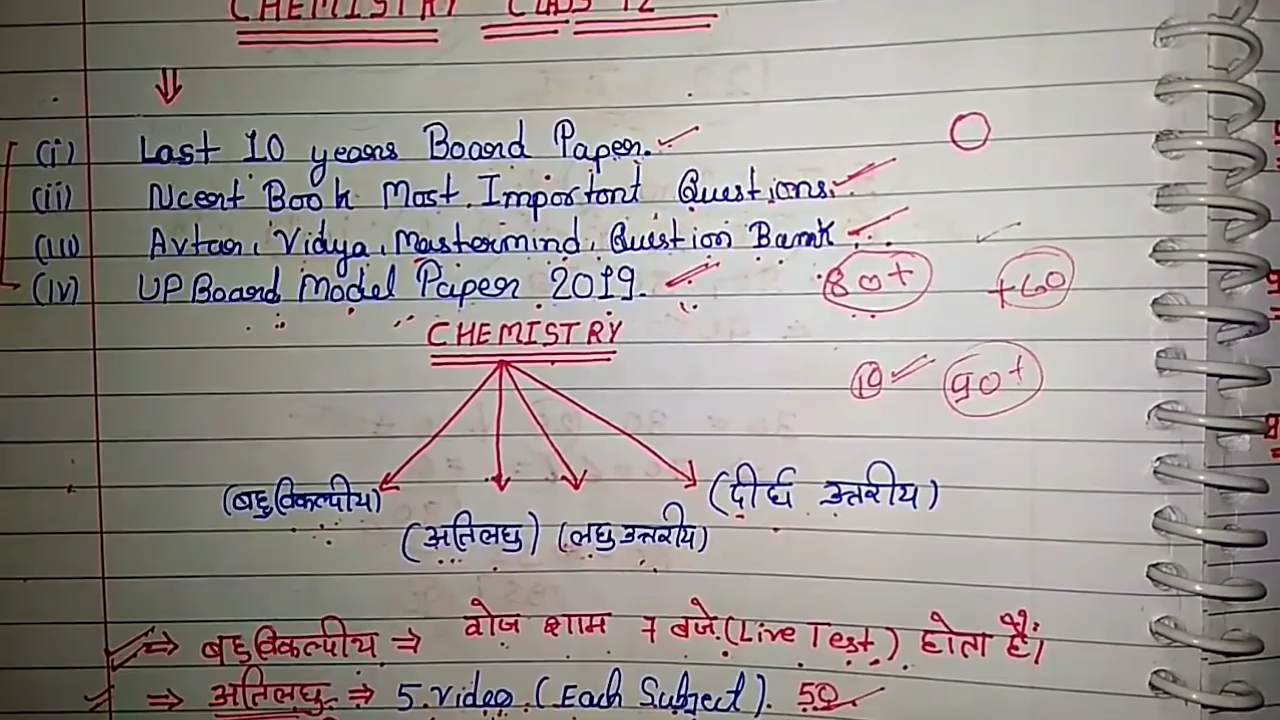 CHEMISTRY CLASS 12
⇓
(i) Last 10 years Board Paper.
(ii) Ncert Book Most Important Questions.
(iii) Avtar, Vidya, Mastermind, Question Bank
(iv) UP Board Model Paper 2019.
80+ +60
CHEMISTRY
10 90+
(बहुविकल्पीय) (दीर्घ उत्तरीय)
(अतिलघु) (लघु उत्तरीय)
⇒ बहुविकल्पीय ⇒ रोज शाम 7 बजे (Live Test) होता है।
⇒ अतिलघु ⇒ 5 Video (Each Subject). 50